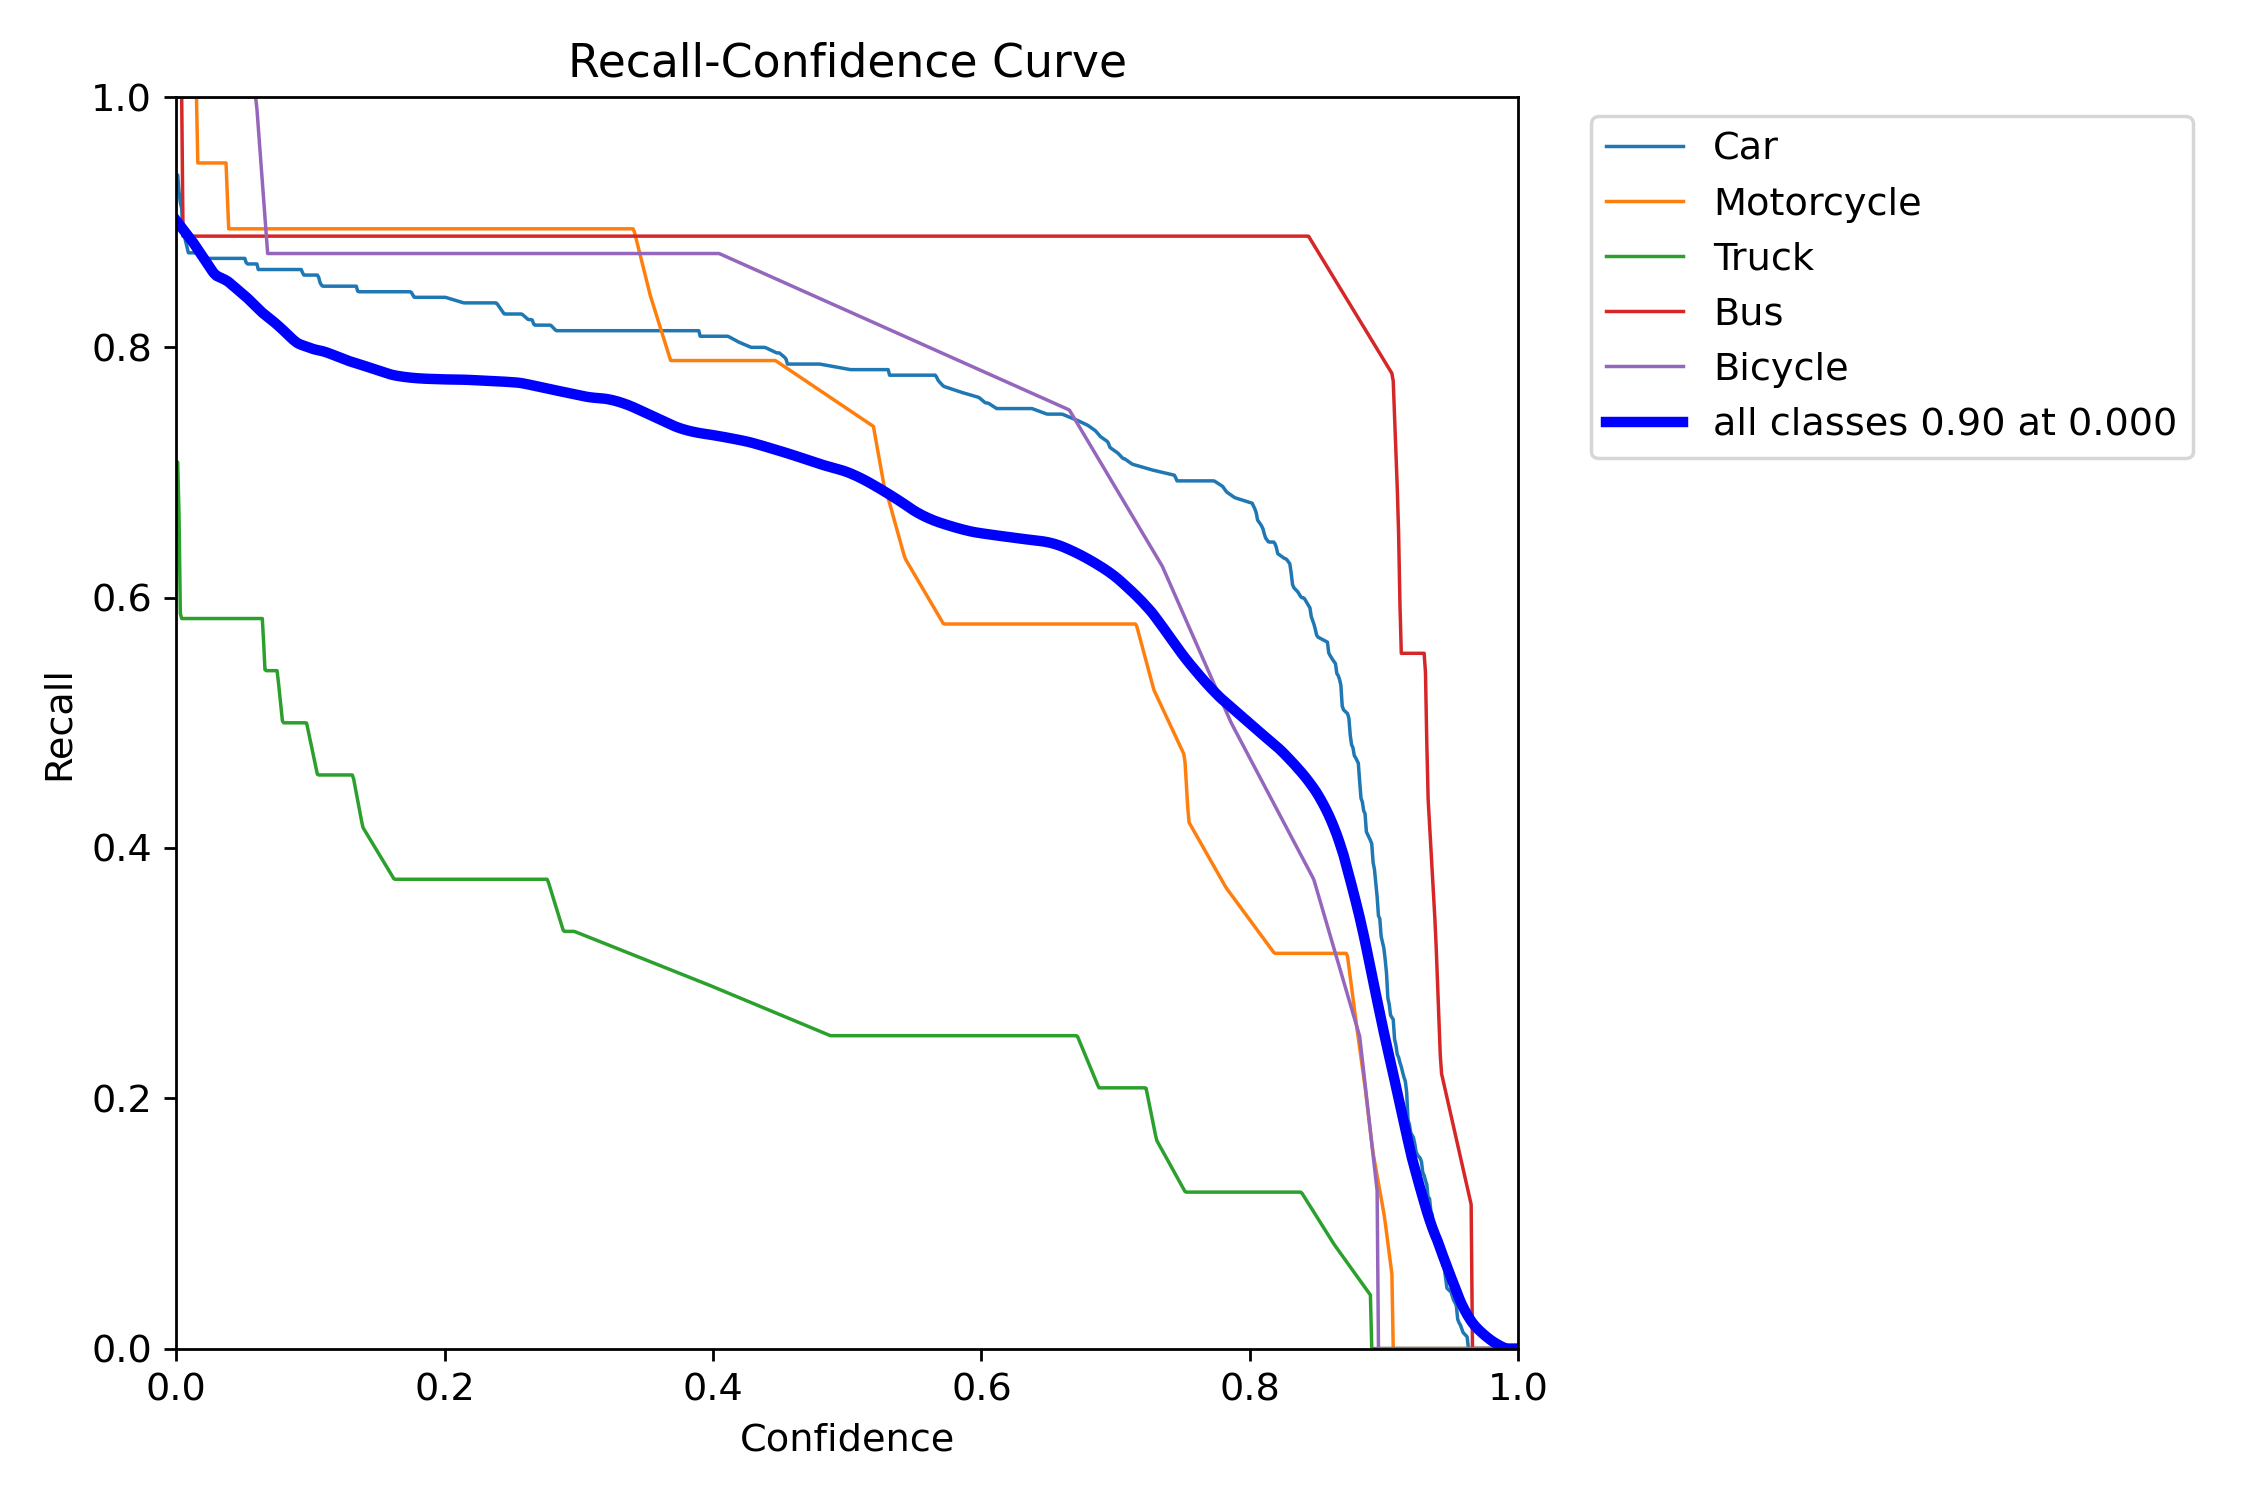 Recall-Confidence Curve
1.0
0.8
0.6
0.4
0.2
0.0
Recall
0.0 0.2 0.4 0.6 0.8 1.0
Confidence
Car
Motorcycle
Truck
Bus
Bicycle
all classes 0.90 at 0.000